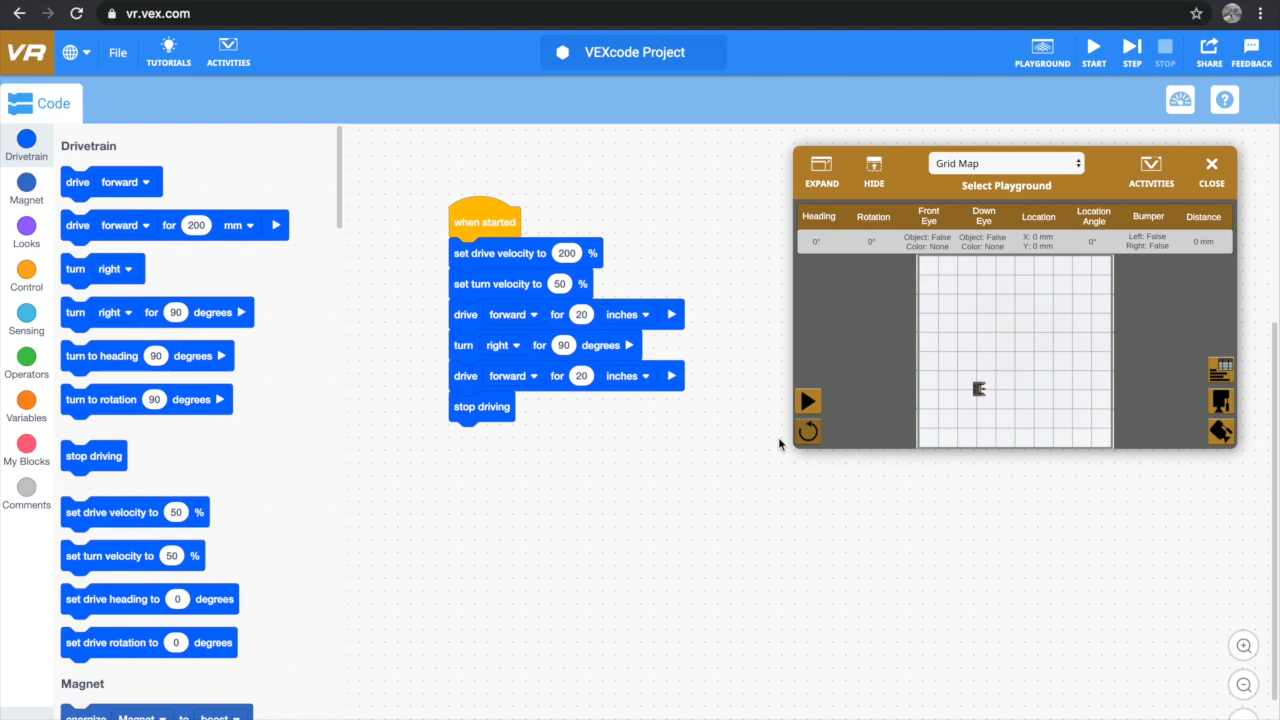 vr.vex.com
VR
File
TUTORIALS
ACTIVITIES
VEXcode Project
PLAYGROUND
START
STEP
STOP
SHARE
FEEDBACK
Code
Drivetrain
Magnet
Looks
Control
Sensing
Operators
Variables
My Blocks
Comments
Drivetrain
drive forward
drive forward for 200 mm
turn right
turn right for 90 degrees
turn to heading 90 degrees
turn to rotation 90 degrees
stop driving
set drive velocity to 50 %
set turn velocity to 50 %
set drive heading to 0 degrees
set drive rotation to 0 degrees
Magnet
energize Magnet to boost
when started
set drive velocity to 200 %
set turn velocity to 50 %
drive forward for 20 inches
turn right for 90 degrees
drive forward for 20 inches
stop driving
EXPAND
HIDE
Grid Map
Select Playground
ACTIVITIES
CLOSE
Heading Rotation Front Eye Down Eye Location Location Angle Bumper Distance
0° 0° Object: False Object: False X: 0 mm 0° Left: False 0 mm
Color: None Color: None Y: 0 mm Right: False